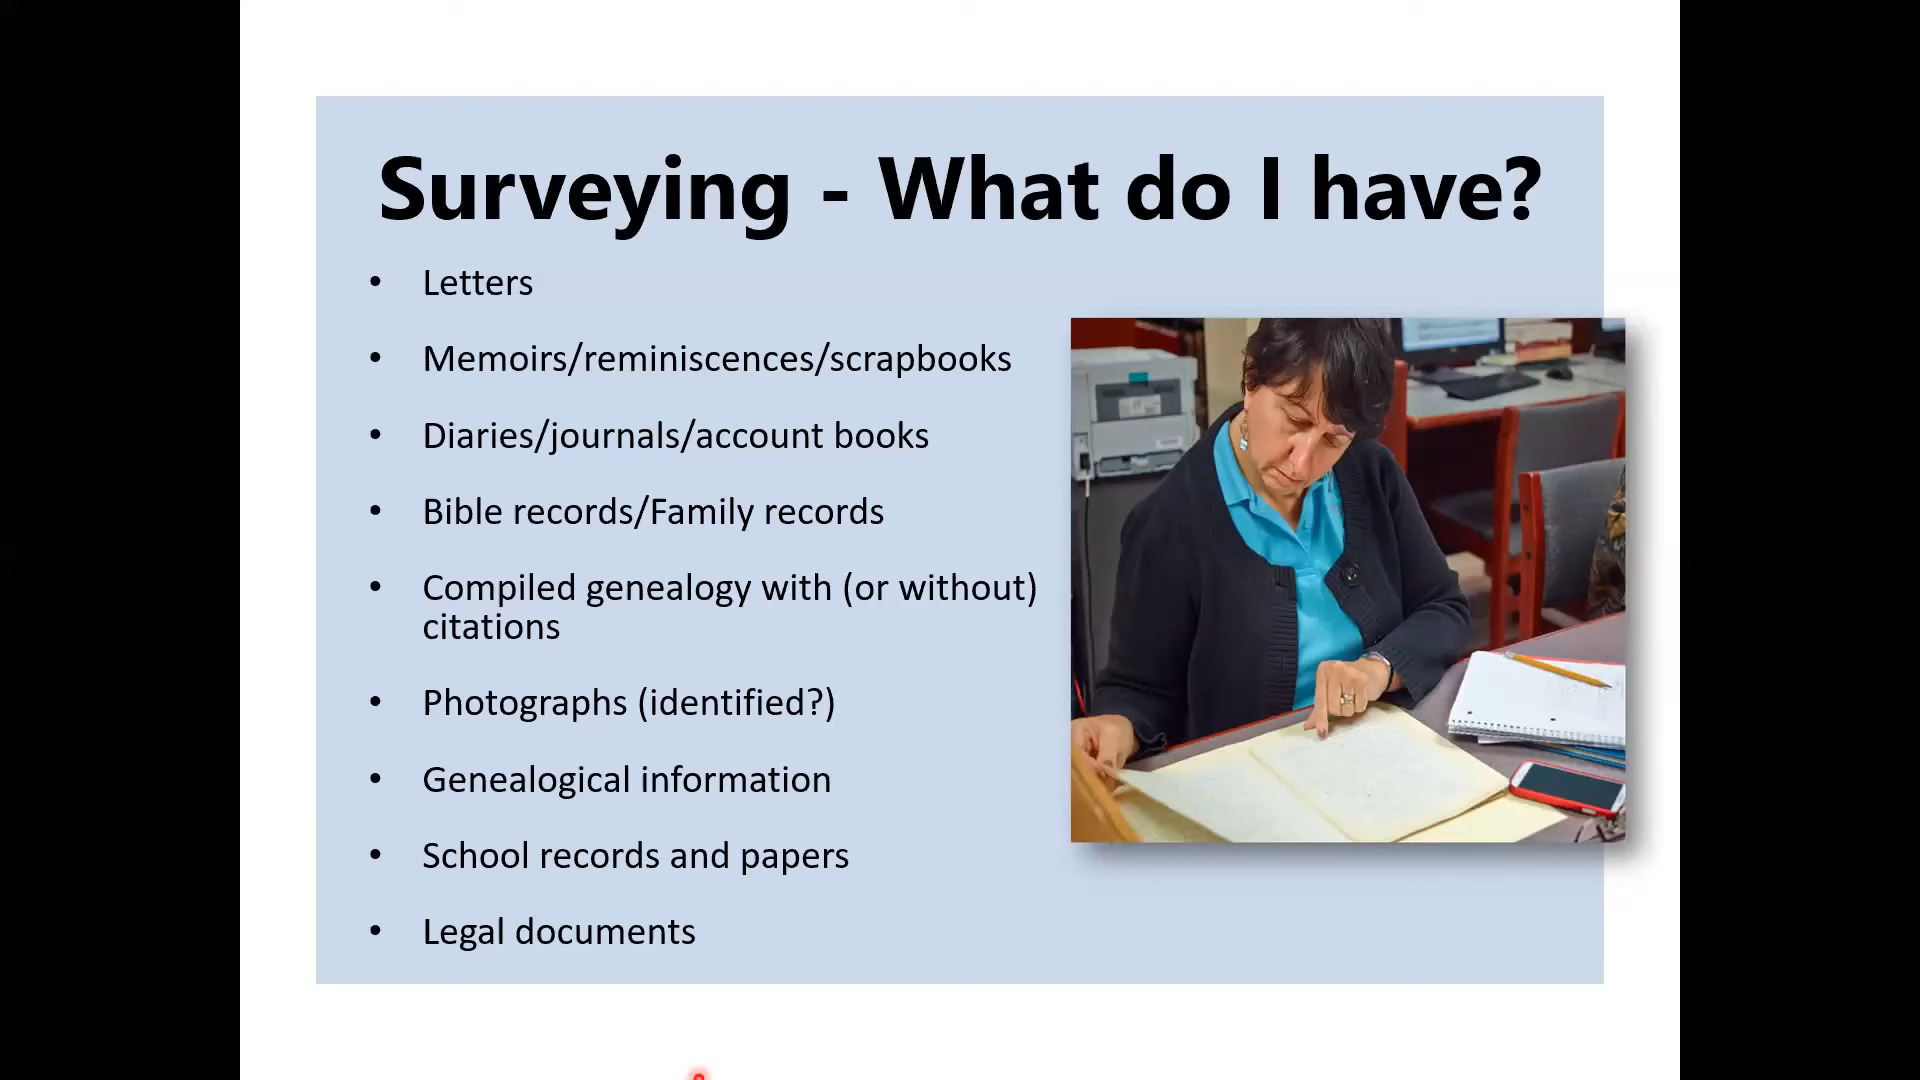 Surveying - What do I have?
• Letters
• Memoirs/reminiscences/scrapbooks
• Diaries/journals/account books
• Bible records/Family records
• Compiled genealogy with (or without)
citations
• Photographs (identified?)
• Genealogical information
• School records and papers
• Legal documents